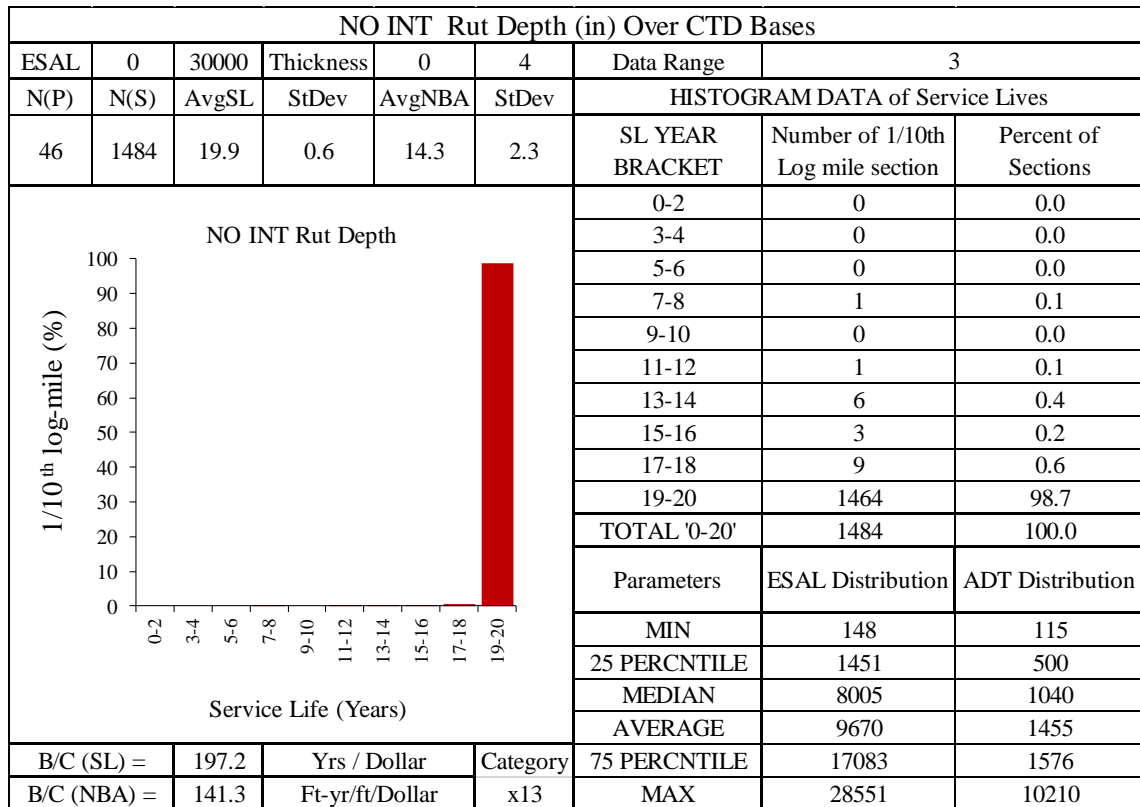 NO INT Rut Depth (in) Over CTD Bases
ESAL 0 30000 Thickness 0 4 Data Range 3
N(P) N(S) AvgSL StDev AvgNBA StDev HISTOGRAM DATA of Service Lives
46 1484 19.9 0.6 14.3 2.3
SL YEAR BRACKET Number of 1/10th Log mile section Percent of Sections
0-2 0 0.0
3-4 0 0.0
5-6 0 0.0
7-8 1 0.1
9-10 0 0.0
11-12 1 0.1
13-14 6 0.4
15-16 3 0.2
17-18 9 0.6
19-20 1464 98.7
TOTAL '0-20' 1484 100.0
NO INT Rut Depth
1/10 th log-mile (%)
100
90
80
70
60
50
40
30
20
10
0
0-2 3-4 5-6 7-8 9-10 11-12 13-14 15-16 17-18 19-20
Service Life (Years)
Parameters ESAL Distribution ADT Distribution
MIN 148 115
25 PERCNTILE 1451 500
MEDIAN 8005 1040
AVERAGE 9670 1455
75 PERCNTILE 17083 1576
MAX 28551 10210
B/C (SL) = 197.2 Yrs / Dollar Category
B/C (NBA) = 141.3 Ft-yr/ft/Dollar x13